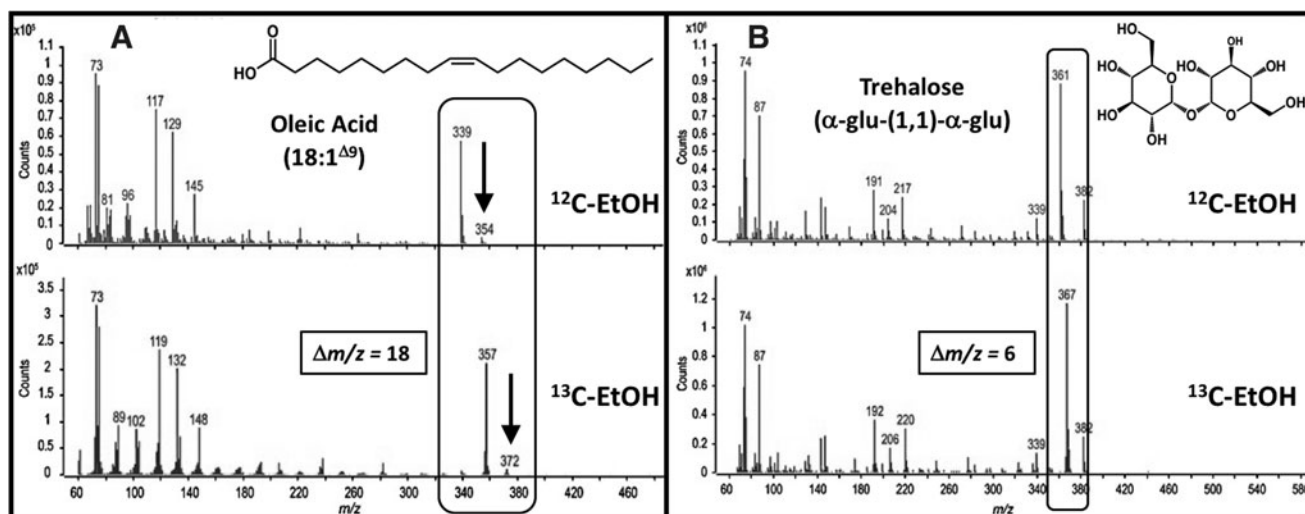 A
x10⁵
1.1
1
0.9
0.8
0.7
0.6
0.5
0.4
0.3
0.2
0.1
0
Counts
73
81
96
117
129
145
339
354
O
HO
Oleic Acid
(18:1Δ9)
¹²C-EtOH
x10⁵
3.5
3
2.5
2
1.5
1
0.5
0
Counts
73
89
102
119
132
148
357
372
Δm/z = 18
¹³C-EtOH
60 100 140 180 220 260 300 340 380 420 460
m/z
B
x10⁶
1.1
1
0.9
0.8
0.7
0.6
0.5
0.4
0.3
0.2
0.1
0
Counts
74
87
191
204
217
339
361
382
Trehalose
(α-glu-(1,1)-α-glu)
HO
HO
HO
OH
O
O
HO
OH
OH
O
OH
¹²C-EtOH
x10⁶
1.2
1
0.8
0.6
0.4
0.2
0
Counts
74
87
192
206
220
339
367
382
Δm/z = 6
¹³C-EtOH
60 100 140 180 220 260 300 340 380 420 460 500 540 580
m/z